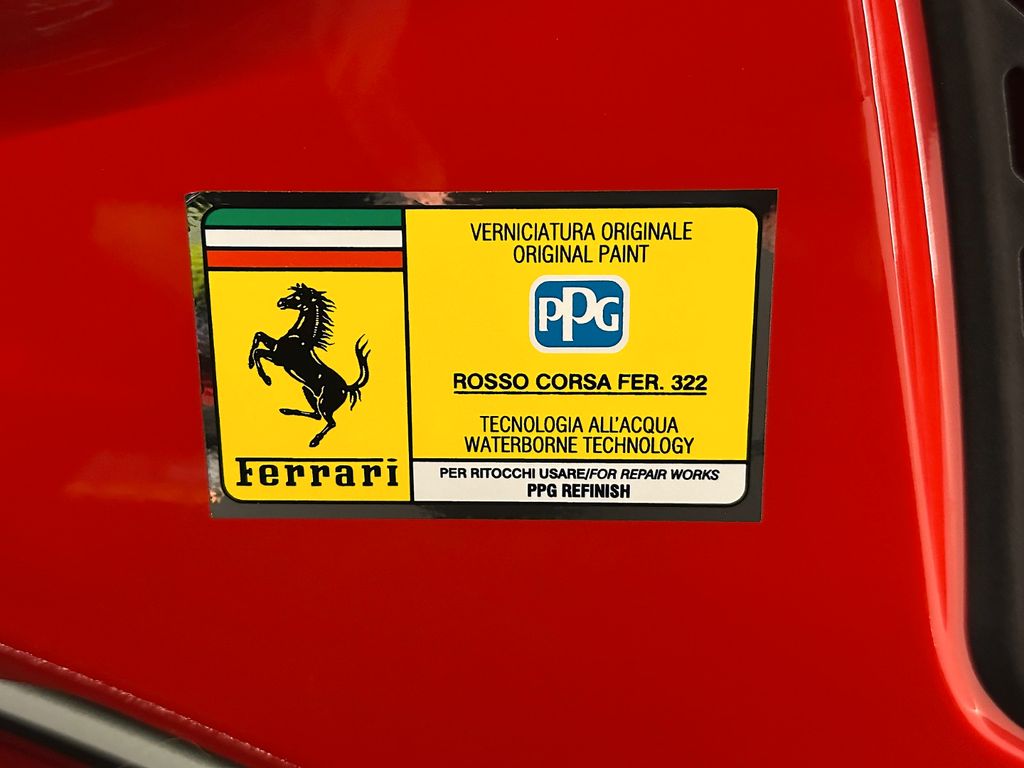 Ferrari
VERNICIATURA ORIGINALE
ORIGINAL PAINT
PPG
ROSSO CORSA FER. 322
TECNOLOGIA ALL'ACQUA
WATERBORNE TECHNOLOGY
PER RITOCCHI USARE/FOR REPAIR WORKS
PPG REFINISH